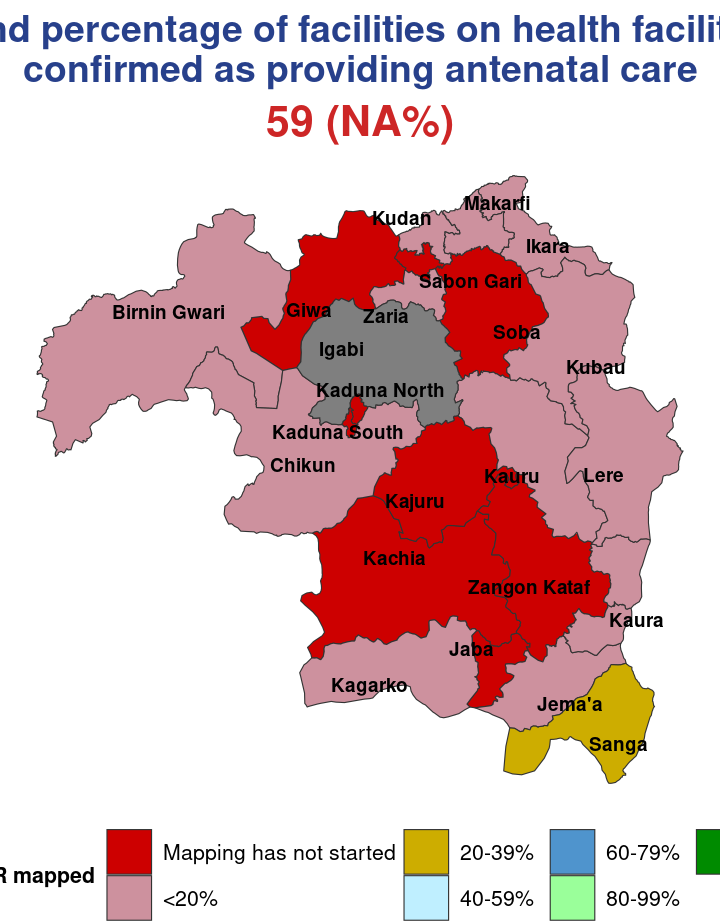 percentage of facilities on health
confirmed as providing antenatal care
59 (NA%)
Makarfi
Kudan
Ikara
Sabon Gari
Birnin Gwari
Giwa
Zaria
Soba
Igabi
Kubau
Kaduna North
Kaduna South
Chikun
Kauru
Lere
Kajuru
Kachia
Zangon Kataf
Kaura
Jaba
Kagarko
Jema'a
Sanga
Mapping has not started
20-39%
60-79%
mapped
<20%
40-59%
80-99%